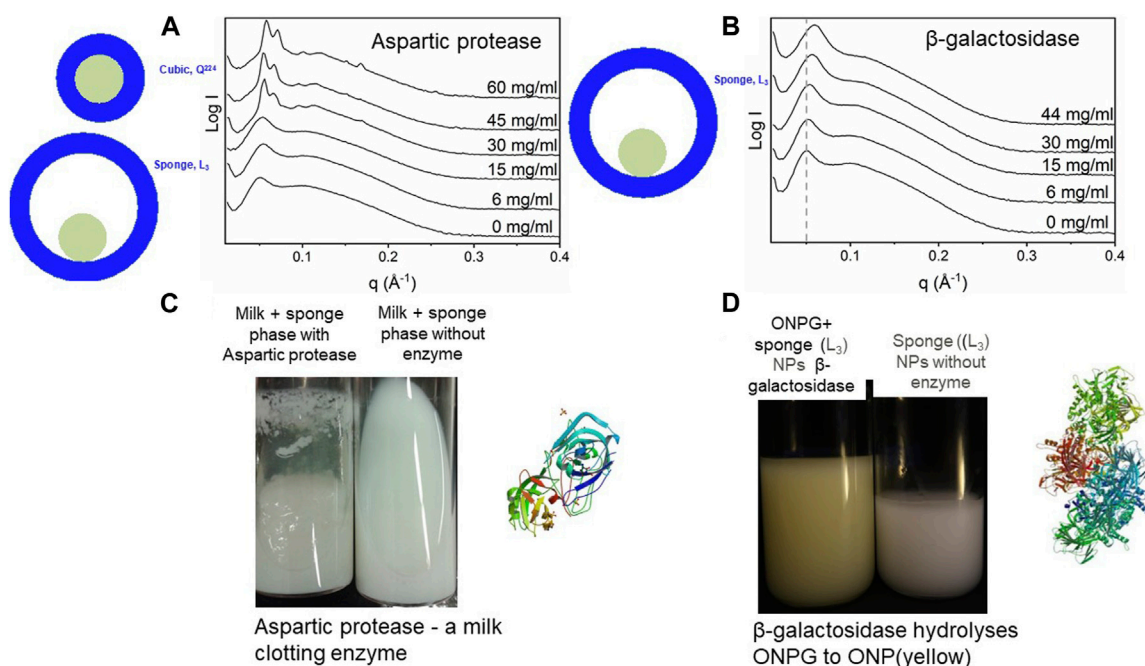 A
Aspartic protease
Cubic, Q224
Sponge, L3
Log I
60 mg/ml
45 mg/ml
30 mg/ml
15 mg/ml
6 mg/ml
0 mg/ml
0.1
0.2
0.3
0.4
q (Å-1)
B
β-galactosidase
Sponge, L3
Log I
44 mg/ml
30 mg/ml
15 mg/ml
6 mg/ml
0 mg/ml
0.1
0.2
0.3
0.4
q (Å-1)
C
Milk + sponge
phase with
Aspartic protease
Milk + sponge
phase without
enzyme
Aspartic protease - a milk
clotting enzyme
D
ONPG+
sponge (L3)
NPs β-
galactosidase
Sponge ((L3)
NPs without
enzyme
β-galactosidase hydrolyses
ONPG to ONP(yellow)